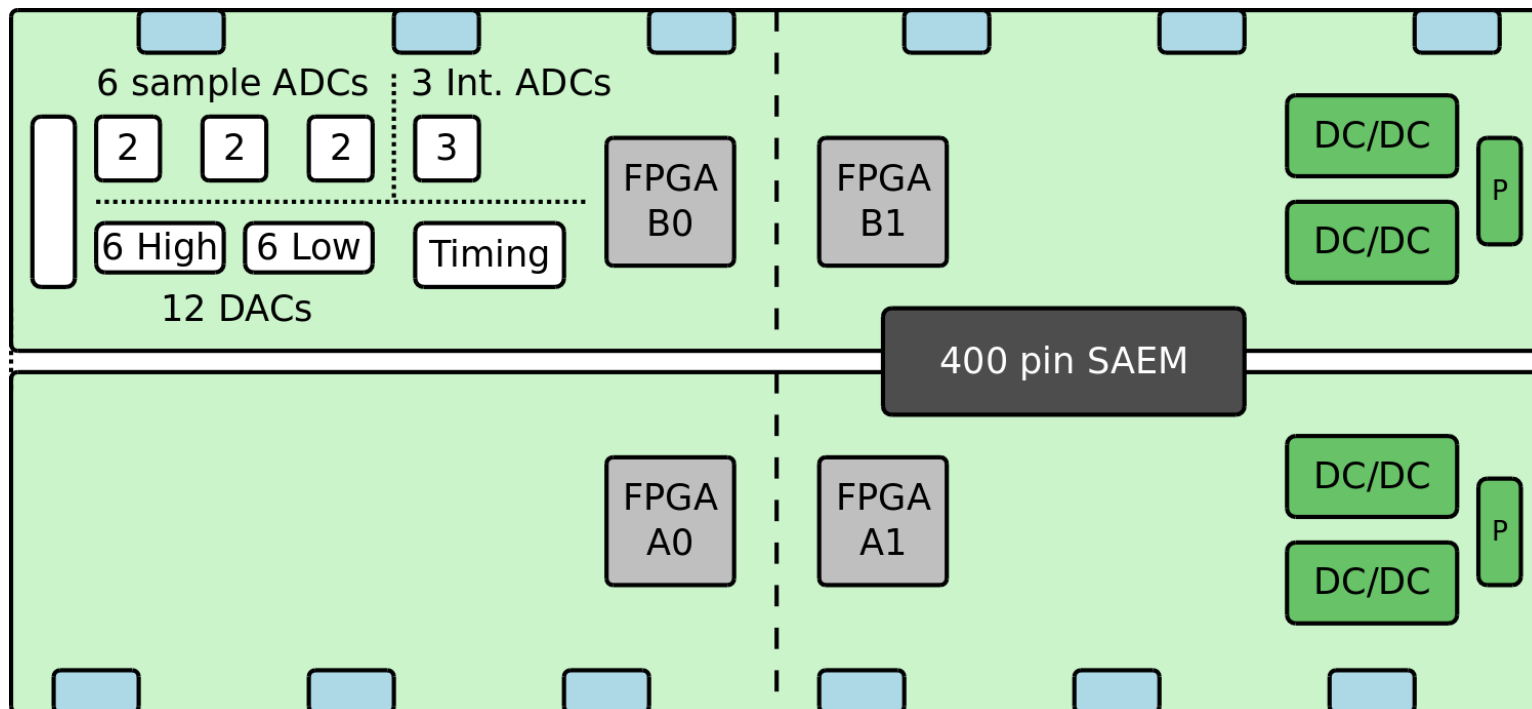 6 sample ADCs
3 Int. ADCs
2
2
2
3
6 High
6 Low
Timing
12 DACs
FPGA
B0
FPGA
B1
DC/DC
DC/DC
P
400 pin SAEM
FPGA
A0
FPGA
A1
DC/DC
DC/DC
P